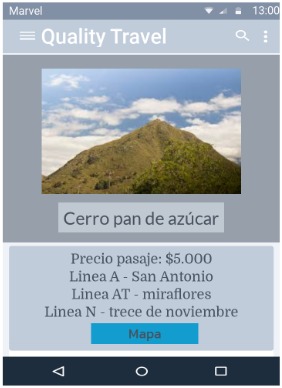 Marvel
13:00
Quality Travel
Cerro pan de azúcar
Precio pasaje: $5.000
Linea A - San Antonio
Linea AT - miraflores
Linea N - trece de noviembre
Mapa